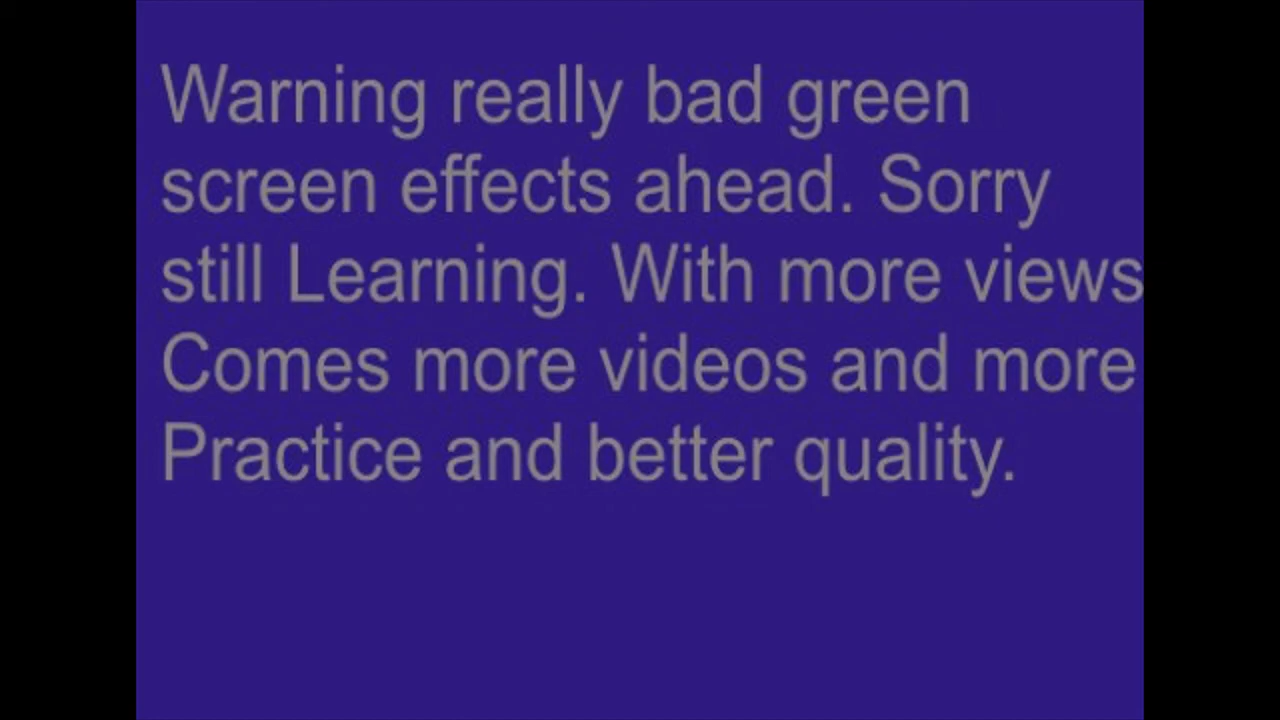 Warning really bad green
screen effects ahead. Sorry
still Learning. With more views
Comes more videos and more
Practice and better quality.